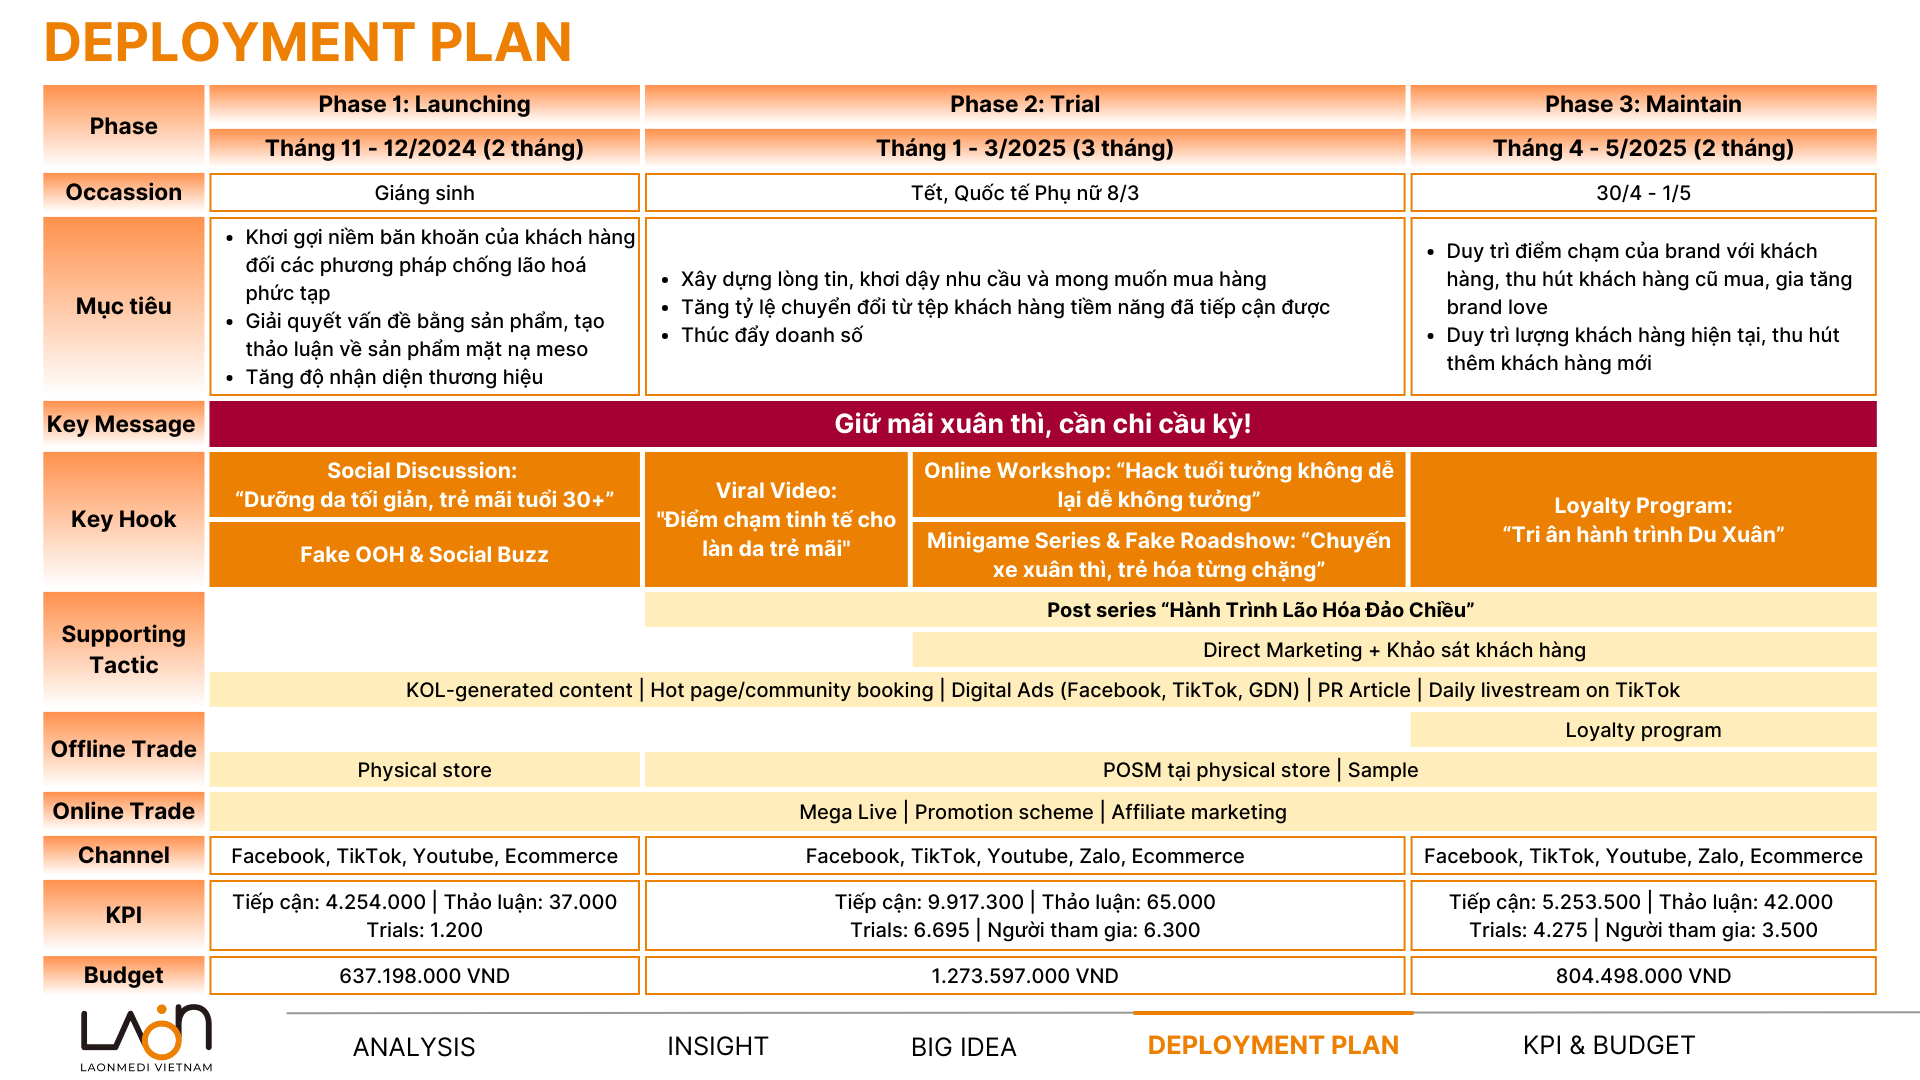 DEPLOYMENT PLAN
Phase
Phase 1: Launching
Phase 2: Trial
Phase 3: Maintain
Tháng 11 - 12/2024 (2 tháng)
Tháng 1 - 3/2025 (3 tháng)
Tháng 4 - 5/2025 (2 tháng)
Occassion
Giáng sinh
Tết, Quốc tế Phụ nữ 8/3
30/4 - 1/5
Mục tiêu
• Khơi gợi niềm băn khoăn của khách hàng
đối các phương pháp chống lão hoá
phức tạp
• Giải quyết vấn đề bằng sản phẩm, tạo
thảo luận về sản phẩm mặt nạ meso
• Tăng độ nhận diện thương hiệu
• Xây dựng lòng tin, khơi dậy nhu cầu và mong muốn mua hàng
• Tăng tỷ lệ chuyển đổi từ tệp khách hàng tiềm năng đã tiếp cận được
• Thúc đẩy doanh số
• Duy trì điểm chạm của brand với khách
hàng, thu hút khách hàng cũ mua, gia tăng
brand love
• Duy trì lượng khách hàng hiện tại, thu hút
thêm khách hàng mới
Key Message
Giữ mãi xuân thì, cần chi cầu kỳ!
Key Hook
Social Discussion:
“Dưỡng da tối giản, trẻ mãi tuổi 30+”
Fake OOH & Social Buzz
Viral Video:
"Điểm chạm tinh tế cho
làn da trẻ mãi"
Online Workshop: “Hack tuổi tưởng không dễ
lại dễ không tưởng”
Minigame Series & Fake Roadshow: “Chuyến
xe xuân thì, trẻ hóa từng chặng”
Loyalty Program:
“Tri ân hành trình Du Xuân”
Supporting
Tactic
Post series “Hành Trình Lão Hóa Đảo Chiều”
Direct Marketing + Khảo sát khách hàng
KOL-generated content | Hot page/community booking | Digital Ads (Facebook, TikTok, GDN) | PR Article | Daily livestream on TikTok
Offline Trade
Loyalty program
Physical store
POSM tại physical store | Sample
Online Trade
Mega Live | Promotion scheme | Affiliate marketing
Channel
Facebook, TikTok, Youtube, Ecommerce
Facebook, TikTok, Youtube, Zalo, Ecommerce
Facebook, TikTok, Youtube, Zalo, Ecommerce
KPI
Tiếp cận: 4.254.000 | Thảo luận: 37.000
Trials: 1.200
Tiếp cận: 9.917.300 | Thảo luận: 65.000
Trials: 6.695 | Người tham gia: 6.300
Tiếp cận: 5.253.500 | Thảo luận: 42.000
Trials: 4.275 | Người tham gia: 3.500
Budget
637.198.000 VND
1.273.597.000 VND
804.498.000 VND
LAON
LAONMEDI VIETNAM
ANALYSIS
INSIGHT
BIG IDEA
DEPLOYMENT PLAN
KPI & BUDGET